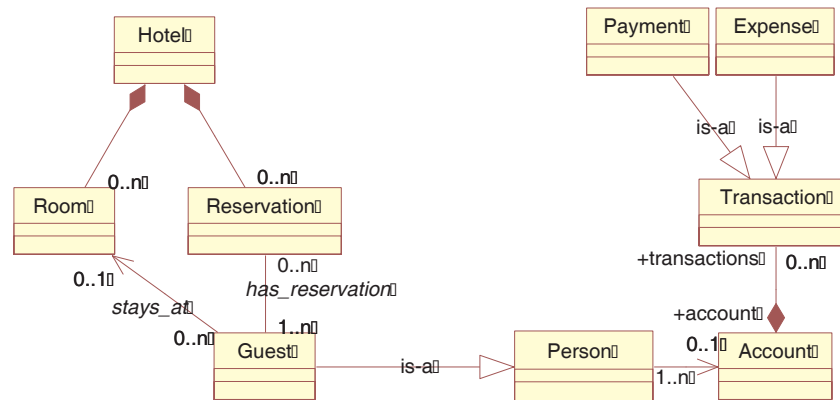 Hotel
Payment
Expense
is-a
is-a
0..n
0..n
Room
Reservation
Transaction
0..1
0..n
+transactions
0..n
stays_at
has_reservation
0..n
1..n
+account
Guest
is-a
Person
0..1
1..n
Account